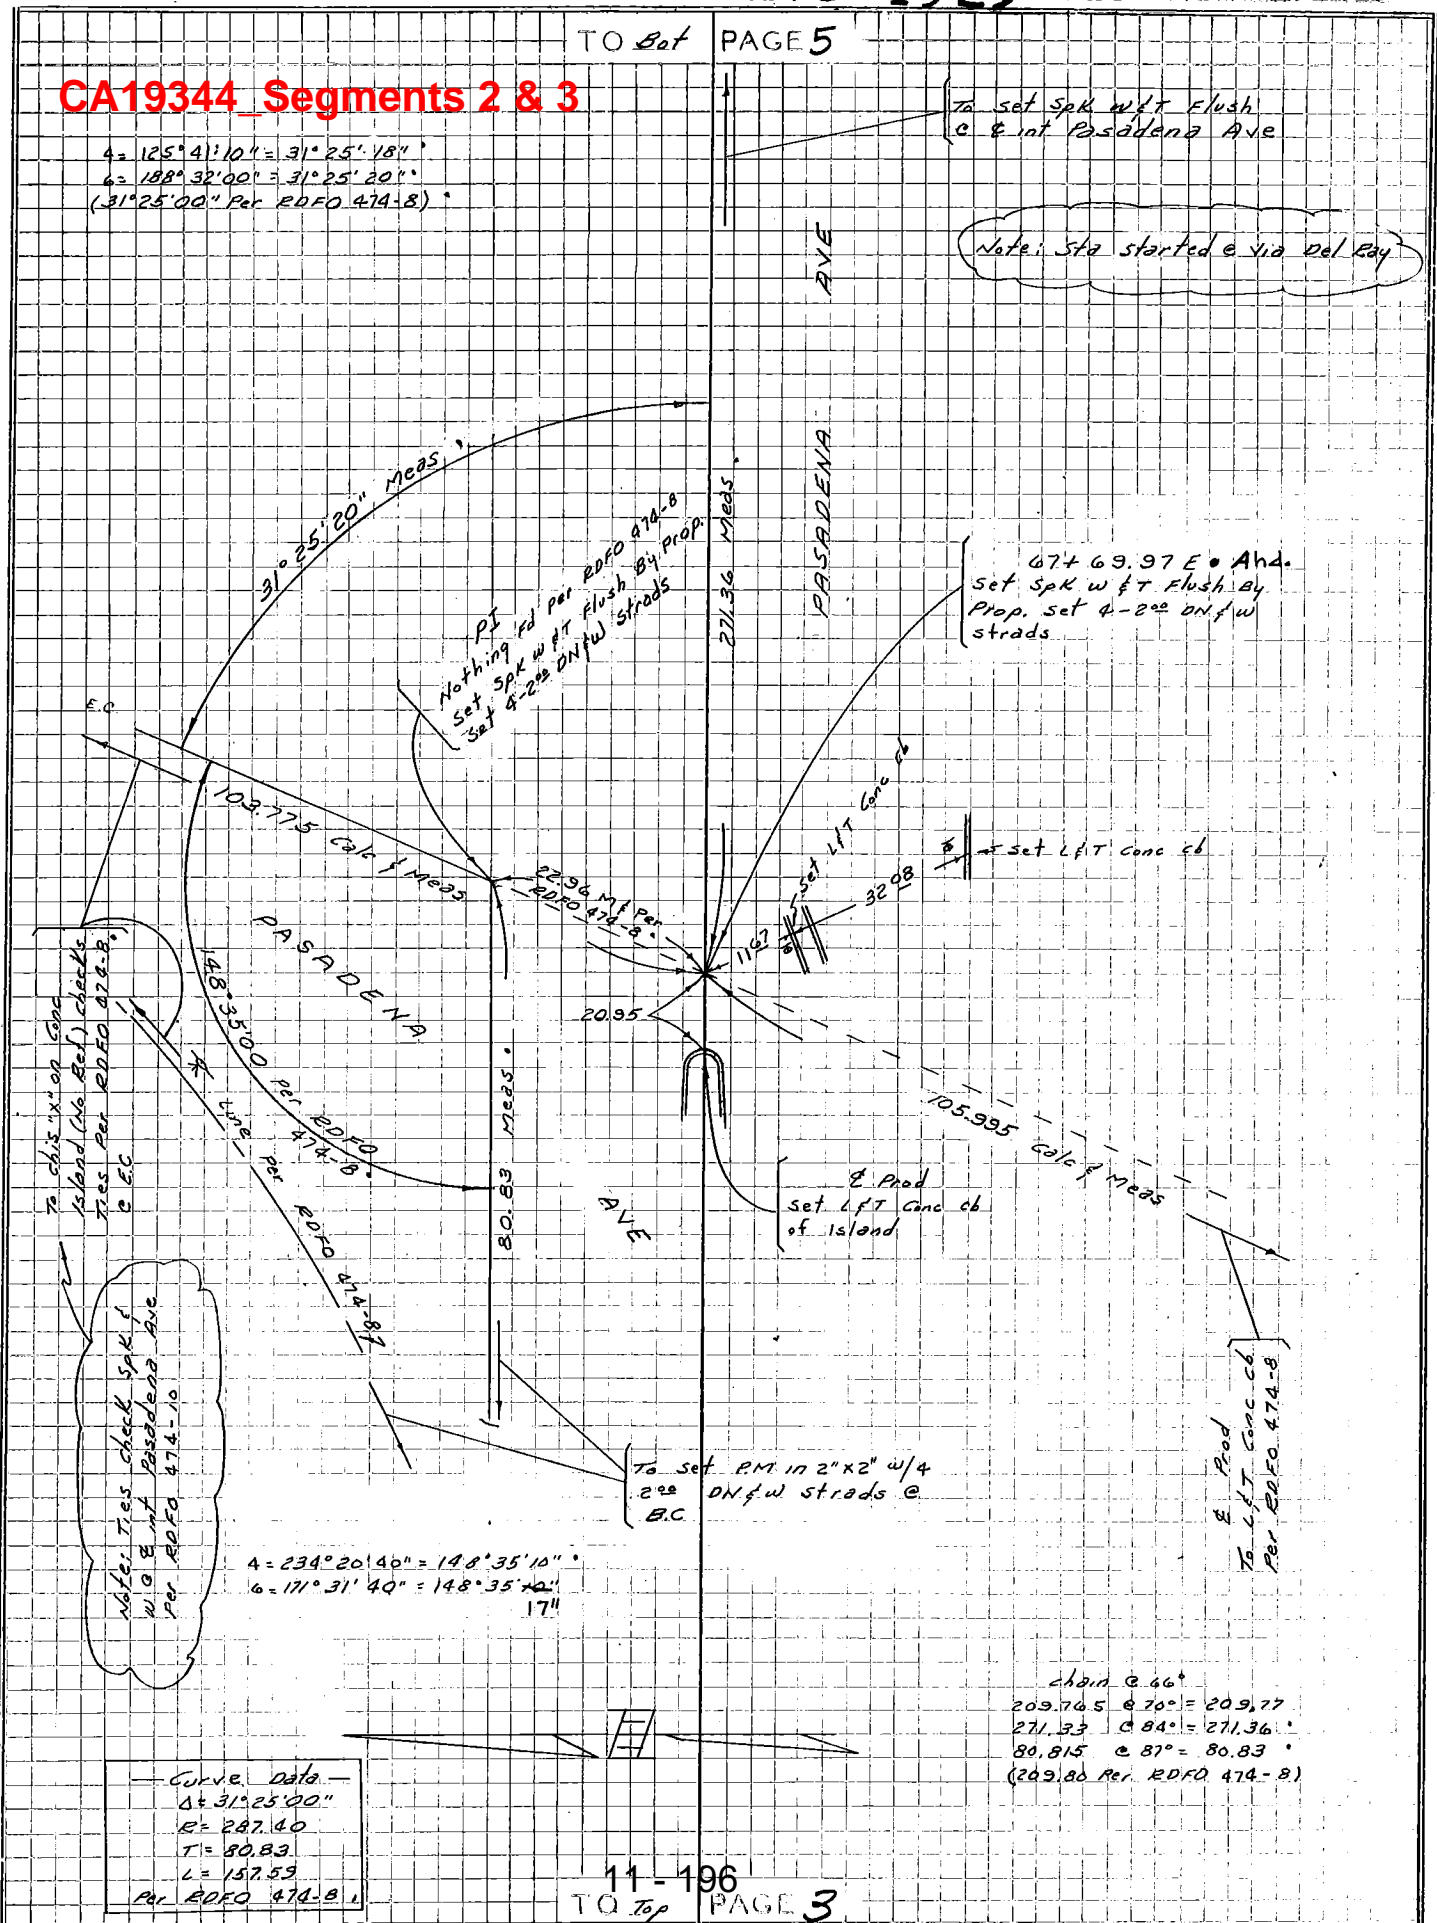 TO Bot PAGE 5
CA19344_Segments 2 & 3
4= 125°41'10" = 31°25'18"
6= 188°32'00" = 31°25'20"
(31°25'00" Per RDFO 474-8)
To set Spk w & T Flush
@ ℄ int Pasadena Ave
Note: Sta started @ Via Del Ray
PASADENA AVE
31°25'20" Meas.
271.36 Meas.
PI
Nothing Fd Per RDFO 474-8
Set Spk w & T Flush By Prop.
Set 4-2⁰⁰ DN & W Strads
67+69.97 E • Ahd.
Set Spk w & T Flush By
Prop. set 4-2⁰⁰ DN & W
strads
E.C
103.775 Calc & Meas
22.96 M & Per
RDFO 474-8
Set L&T Conc cb
11.67
32.08
Set L&T Conc cb
PASADENA
AVE
20.95
148°35'00 Per RDFO
474-8
80.83 Meas.
105.995 Calc & Meas
To chis "X" on Conc
Island (No Ref) checks
Ties Per RDFO 474-8.
@ EC
Line Per RDFO 474-8
℄ Prod
set L&T Conc cb
of Island
Note: Ties check Spk &
W @ ℄ int Pasadena Ave
Per RDFO 474-10
℄ Prod
To L&T Conc cb
Per RDFO 474-8
To set P.M in 2"x2" w/4
2⁰⁰ DN & W strads @
B.C
4 = 234°20'40" = 148°35'10"
6 = 171°31'40" = 148°35'10"
17"
chain @ 66°
209.765 @ 70° = 209.77
271.33 @ 84° = 271.36
80.815 @ 87° = 80.83
(209.80 Per RDFO 474-8)
Curve Data
Δ= 31°25'00"
R= 287.40
T= 80.83
L= 157.59
Per RDFO 474-8
11 - 196
TO Top PAGE 3